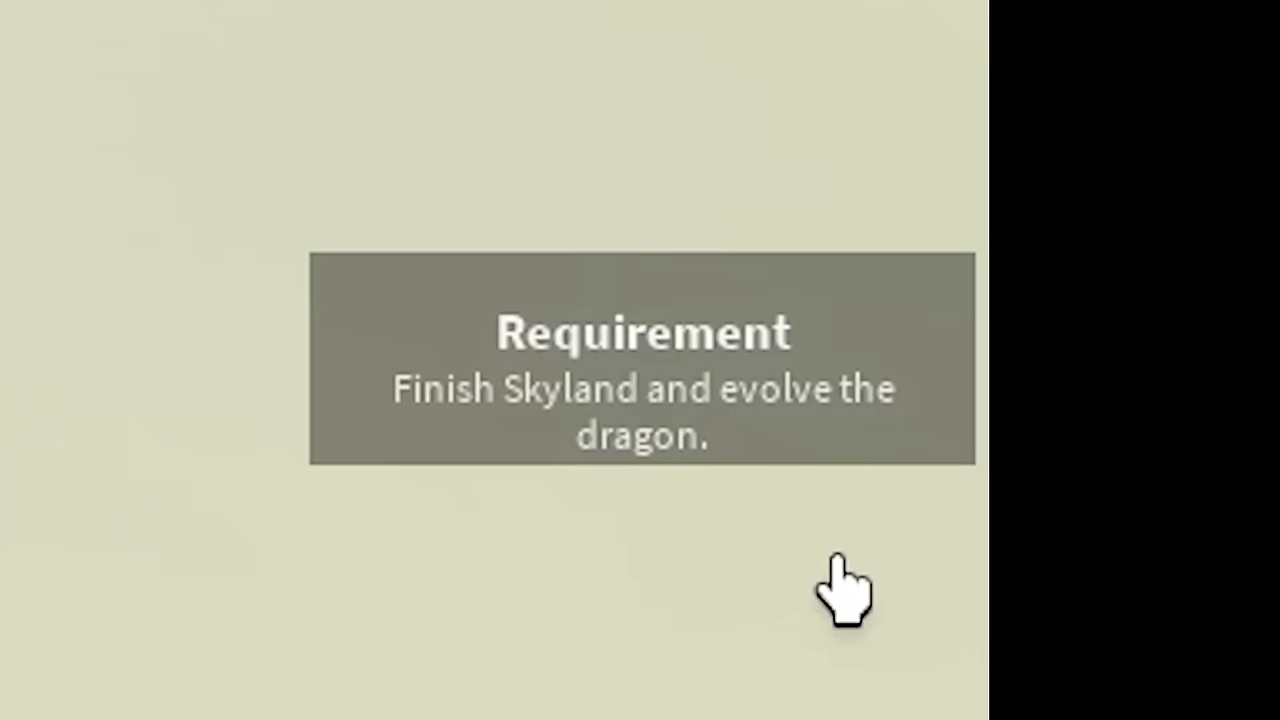 Requirement
Finish Skyland and evolve the
dragon.